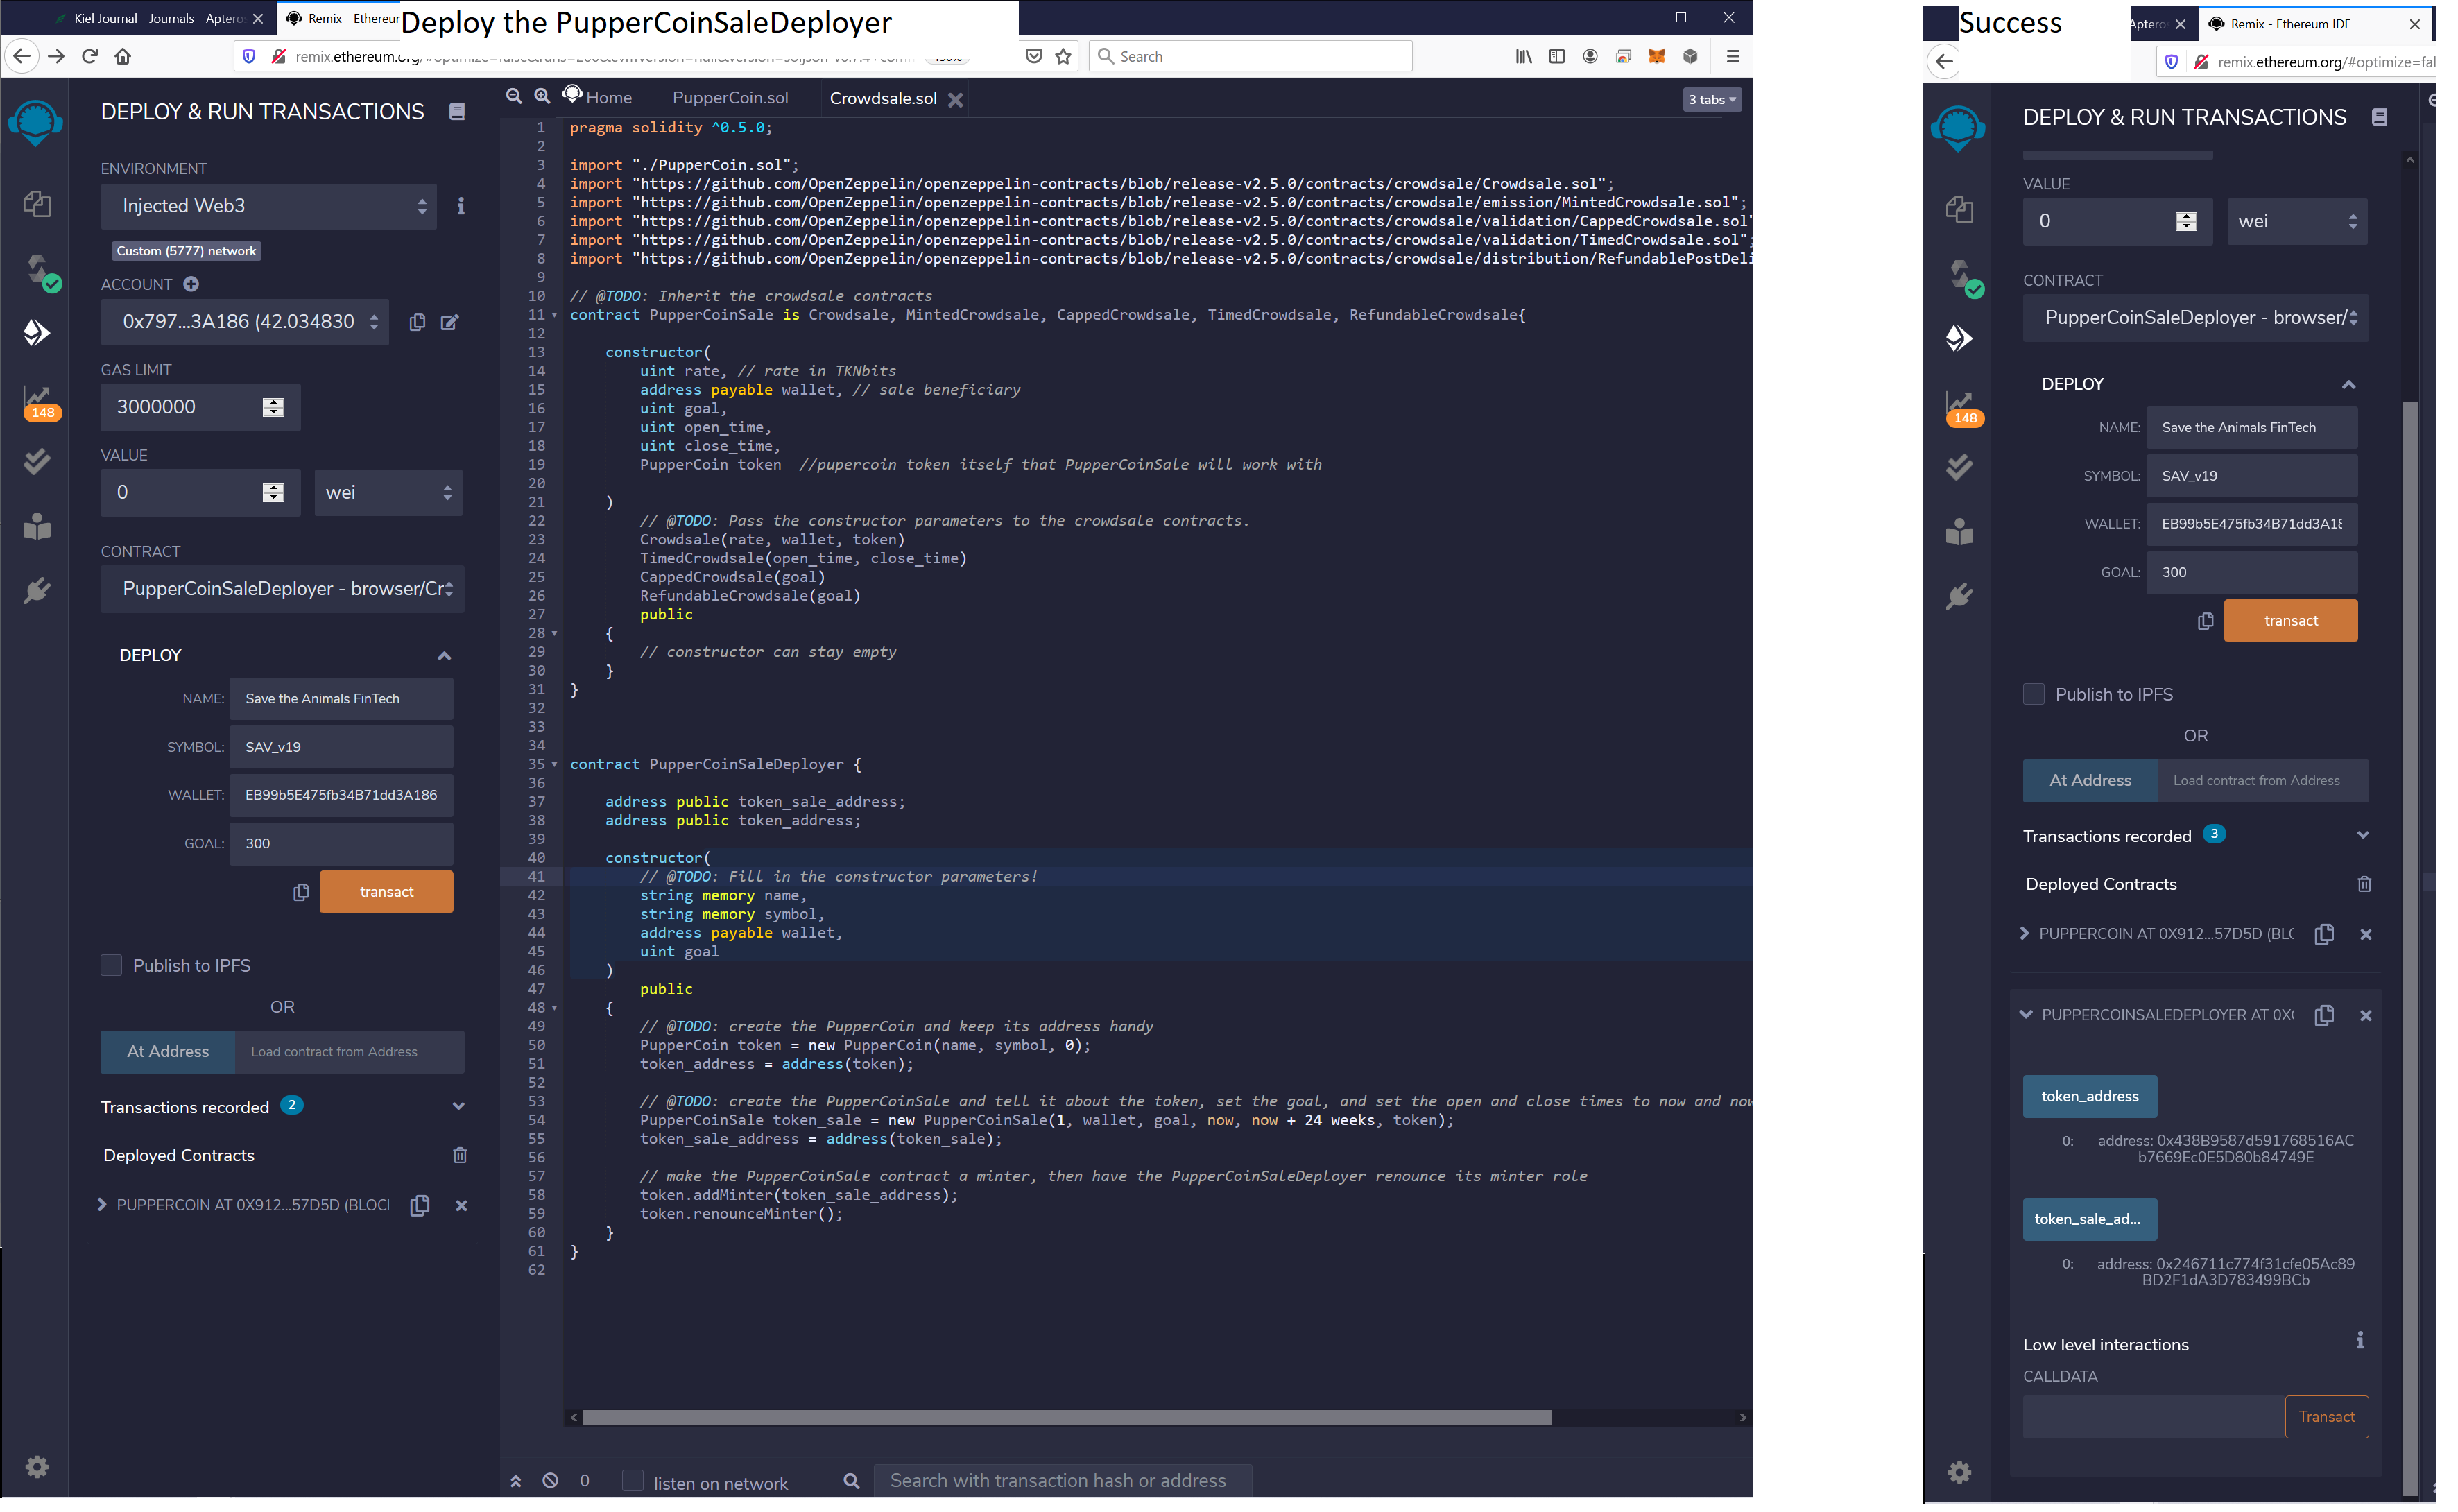 Kiel Journal - Journals - Apteros
Remix - Ethereu
Deploy the PupperCoinSaleDeployer
remix.ethereum.org/
Search
DEPLOY & RUN TRANSACTIONS
ENVIRONMENT
Injected Web3
Custom (5777) network
ACCOUNT
0x797...3A186 (42.034830
GAS LIMIT
3000000
148
VALUE
0
wei
CONTRACT
PupperCoinSaleDeployer - browser/Cr
DEPLOY
NAME: Save the Animals FinTech
SYMBOL: SAV_v19
WALLET: EB99b5E475fb34B71dd3A186
GOAL: 300
transact
Publish to IPFS
OR
At Address Load contract from Address
Transactions recorded 2
Deployed Contracts
PUPPERCOIN AT 0X912...57D5D (BLOC
Home PupperCoin.sol Crowdsale.sol 3 tabs
1 pragma solidity ^0.5.0;
2
3 import "./PupperCoin.sol";
4 import "https://github.com/OpenZeppelin/openzeppelin-contracts/blob/release-v2.5.0/contracts/crowdsale/Crowdsale.sol";
5 import "https://github.com/OpenZeppelin/openzeppelin-contracts/blob/release-v2.5.0/contracts/crowdsale/emission/MintedCrowdsale.sol";
6 import "https://github.com/OpenZeppelin/openzeppelin-contracts/blob/release-v2.5.0/contracts/crowdsale/validation/CappedCrowdsale.sol"
7 import "https://github.com/OpenZeppelin/openzeppelin-contracts/blob/release-v2.5.0/contracts/crowdsale/validation/TimedCrowdsale.sol";
8 import "https://github.com/OpenZeppelin/openzeppelin-contracts/blob/release-v2.5.0/contracts/crowdsale/distribution/RefundablePostDeli
9
10 // @TODO: Inherit the crowdsale contracts
11 contract PupperCoinSale is Crowdsale, MintedCrowdsale, CappedCrowdsale, TimedCrowdsale, RefundableCrowdsale{
12
13 constructor(
14 uint rate, // rate in TKNbits
15 address payable wallet, // sale beneficiary
16 uint goal,
17 uint open_time,
18 uint close_time,
19 PupperCoin token //pupercoin token itself that PupperCoinSale will work with
20
21 )
22 // @TODO: Pass the constructor parameters to the crowdsale contracts.
23 Crowdsale(rate, wallet, token)
24 TimedCrowdsale(open_time, close_time)
25 CappedCrowdsale(goal)
26 RefundableCrowdsale(goal)
27 public
28 {
29 // constructor can stay empty
30 }
31 }
32
33
34
35 contract PupperCoinSaleDeployer {
36
37 address public token_sale_address;
38 address public token_address;
39
40 constructor(
41 // @TODO: Fill in the constructor parameters!
42 string memory name,
43 string memory symbol,
44 address payable wallet,
45 uint goal
46 )
47 public
48 {
49 // @TODO: create the PupperCoin and keep its address handy
50 PupperCoin token = new PupperCoin(name, symbol, 0);
51 token_address = address(token);
52
53 // @TODO: create the PupperCoinSale and tell it about the token, set the goal, and set the open and close times to now and now
54 PupperCoinSale token_sale = new PupperCoinSale(1, wallet, goal, now, now + 24 weeks, token);
55 token_sale_address = address(token_sale);
56
57 // make the PupperCoinSale contract a minter, then have the PupperCoinSaleDeployer renounce its minter role
58 token.addMinter(token_sale_address);
59 token.renounceMinter();
60 }
61 }
62
0 listen on network Search with transaction hash or address
Success
Apteros
Remix - Ethereum IDE
remix.ethereum.org/#optimize=fal
DEPLOY & RUN TRANSACTIONS
VALUE
0
wei
CONTRACT
PupperCoinSaleDeployer - browser/
148
DEPLOY
NAME: Save the Animals FinTech
SYMBOL: SAV_v19
WALLET: EB99b5E475fb34B71dd3A18
GOAL: 300
transact
Publish to IPFS
OR
At Address Load contract from Address
Transactions recorded 3
Deployed Contracts
PUPPERCOIN AT 0X912...57D5D (BLC
PUPPERCOINSALEDEPLOYER AT 0X
token_address
0: address: 0x438B9587d591768516AC
b7669Ec0E5D80b84749E
token_sale_ad...
0: address: 0x246711c774f31cfe05Ac89
BD2F1dA3D783499BCb
Low level interactions
CALLDATA
Transact